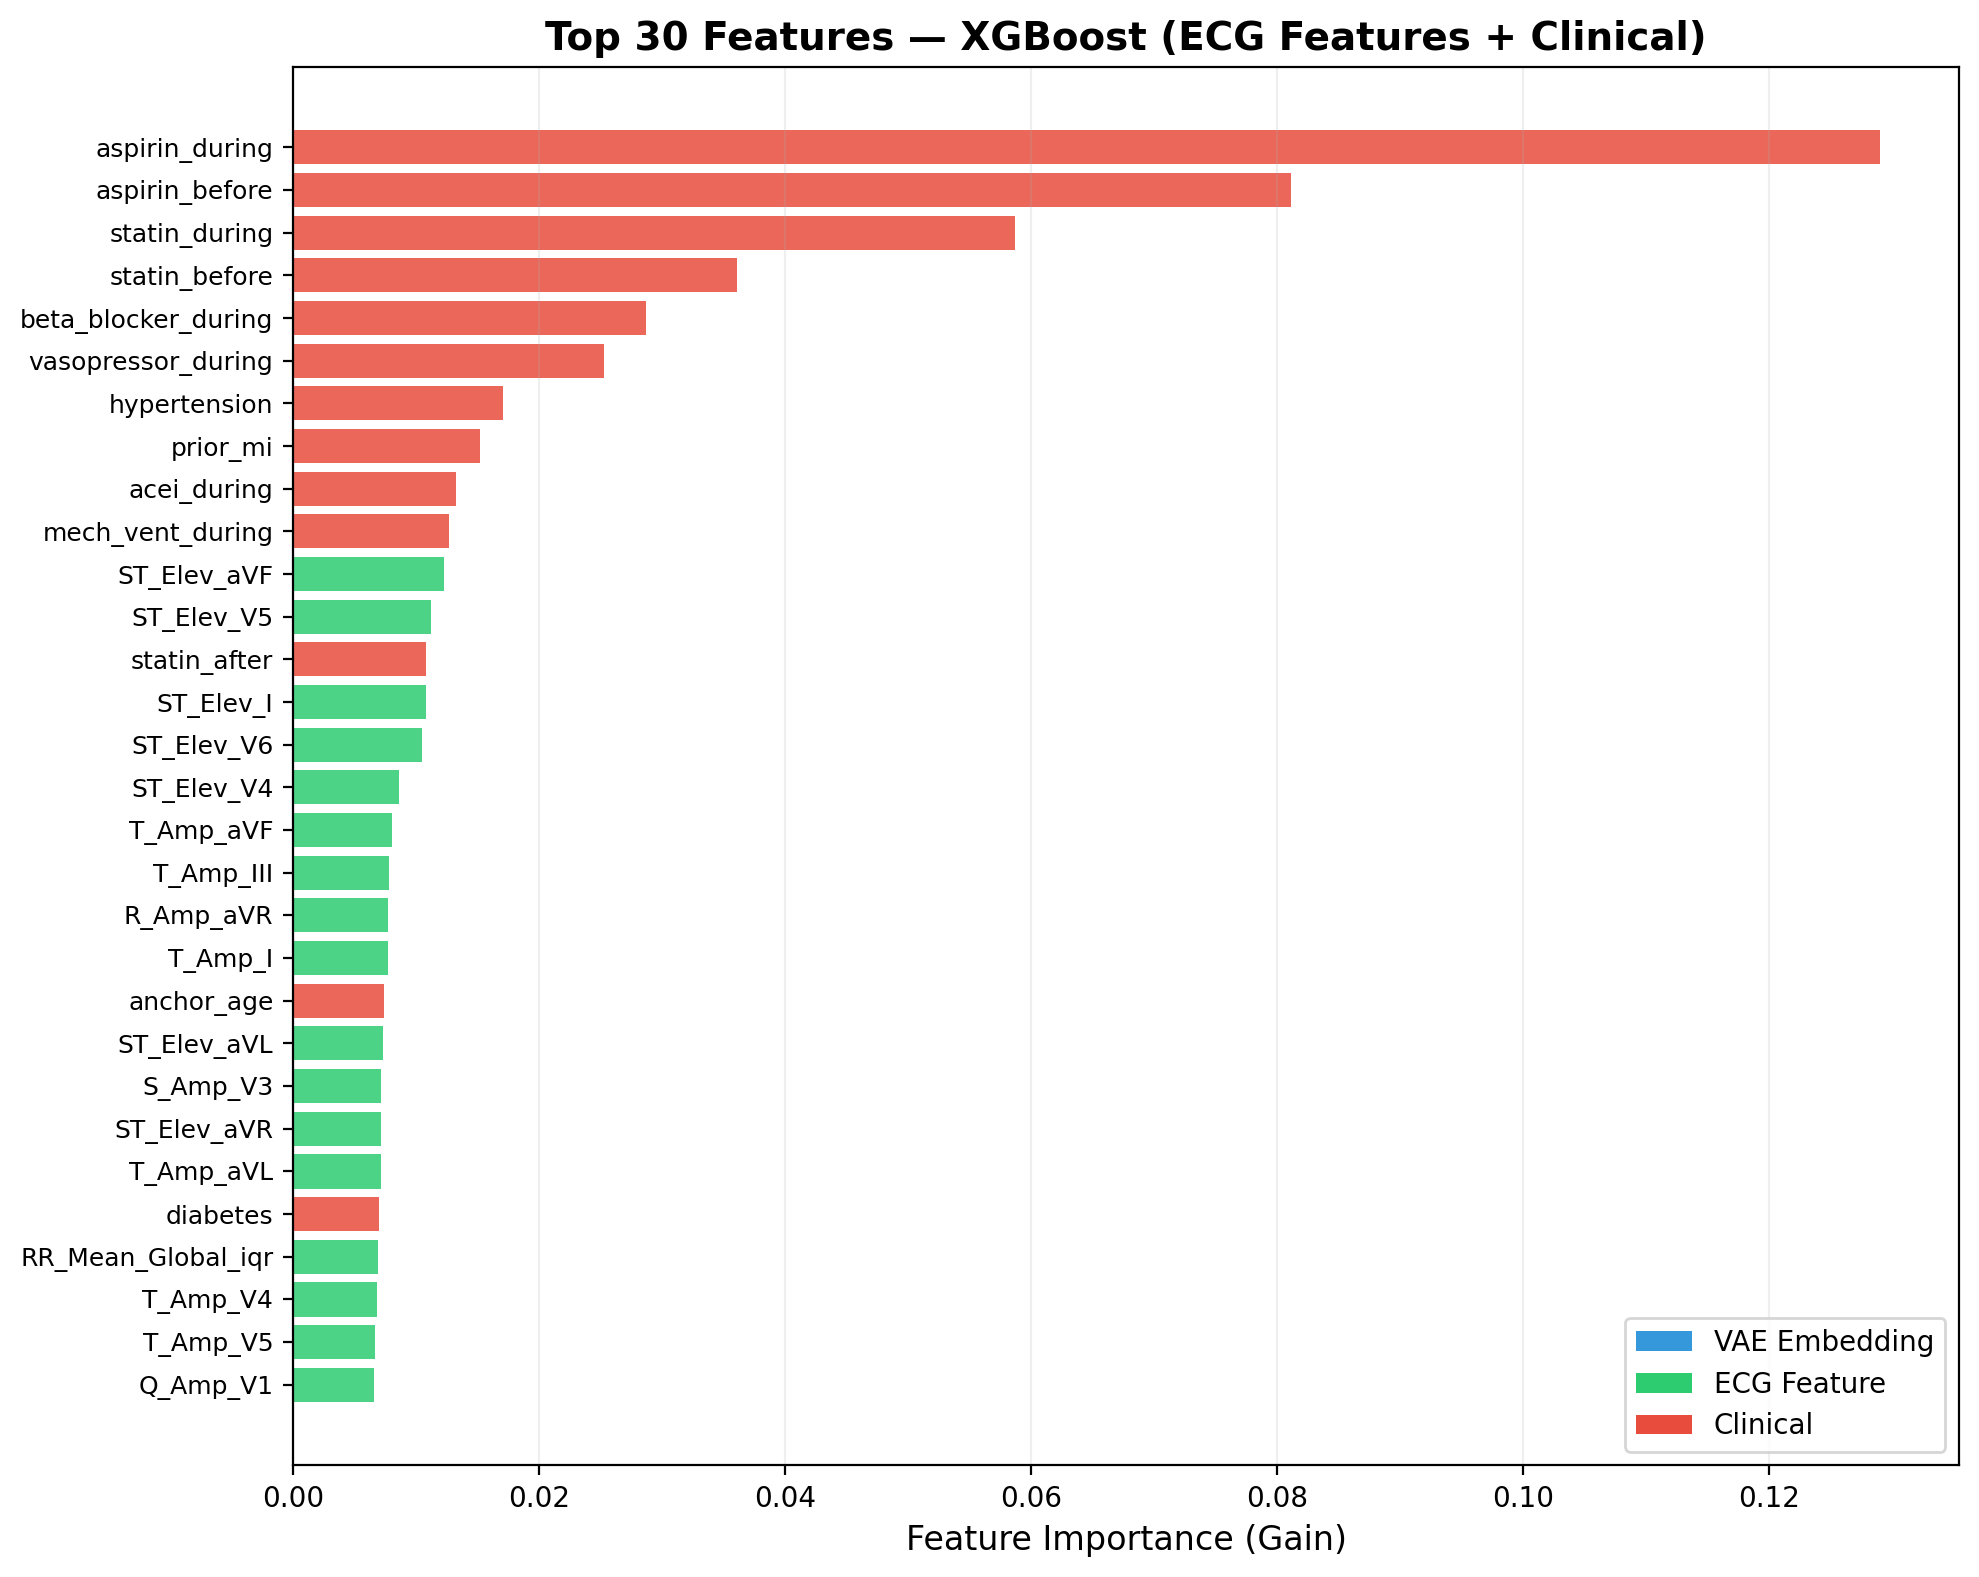 Top 30 Features — XGBoost (ECG Features + Clinical)
aspirin_during
aspirin_before
statin_during
statin_before
beta_blocker_during
vasopressor_during
hypertension
prior_mi
acei_during
mech_vent_during
ST_Elev_aVF
ST_Elev_V5
statin_after
ST_Elev_I
ST_Elev_V6
ST_Elev_V4
T_Amp_aVF
T_Amp_III
R_Amp_aVR
T_Amp_I
anchor_age
ST_Elev_aVL
S_Amp_V3
ST_Elev_aVR
T_Amp_aVL
diabetes
RR_Mean_Global_iqr
T_Amp_V4
T_Amp_V5
Q_Amp_V1
VAE Embedding
ECG Feature
Clinical
0.00 0.02 0.04 0.06 0.08 0.10 0.12
Feature Importance (Gain)